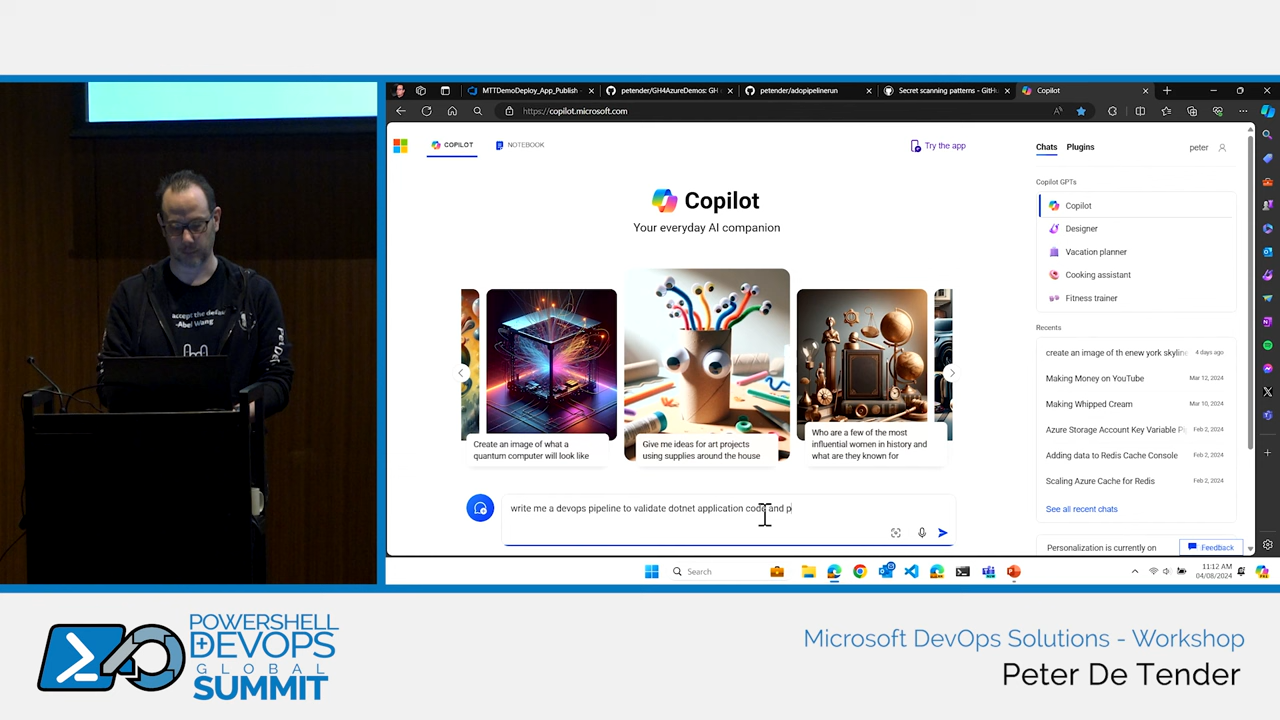 accept the defau
-Abel Wang
MTTDemoDeploy_App_Publish -
petender/GH4AzureDemos: GH
petender/adopipelinerun
Secret scanning patterns - GitHu
Copilot
https://copilot.microsoft.com
COPILOT
NOTEBOOK
Try the app
Chats
Plugins
peter
Copilot
Your everyday AI companion
Create an image of what a
quantum computer will look like
Give me ideas for art projects
using supplies around the house
Who are a few of the most
influential women in history and
what are they known for
write me a devops pipeline to validate dotnet application code and p
Copilot GPTs
Copilot
Designer
Vacation planner
Cooking assistant
Fitness trainer
Recents
create an image of th enew york skyline
4 days ago
Making Money on YouTube
Mar 12, 2024
Making Whipped Cream
Mar 10, 2024
Azure Storage Account Key Variable P
Feb 2, 2024
Adding data to Redis Cache Console
Feb 2, 2024
Scaling Azure Cache for Redis
Feb 2, 2024
See all recent chats
Personalization is currently on
Feedback
Search
11:12 AM
04/08/2024
POWERSHELL
+DEVOPS
GLOBAL
SUMMIT
Microsoft DevOps Solutions - Workshop
Peter De Tender